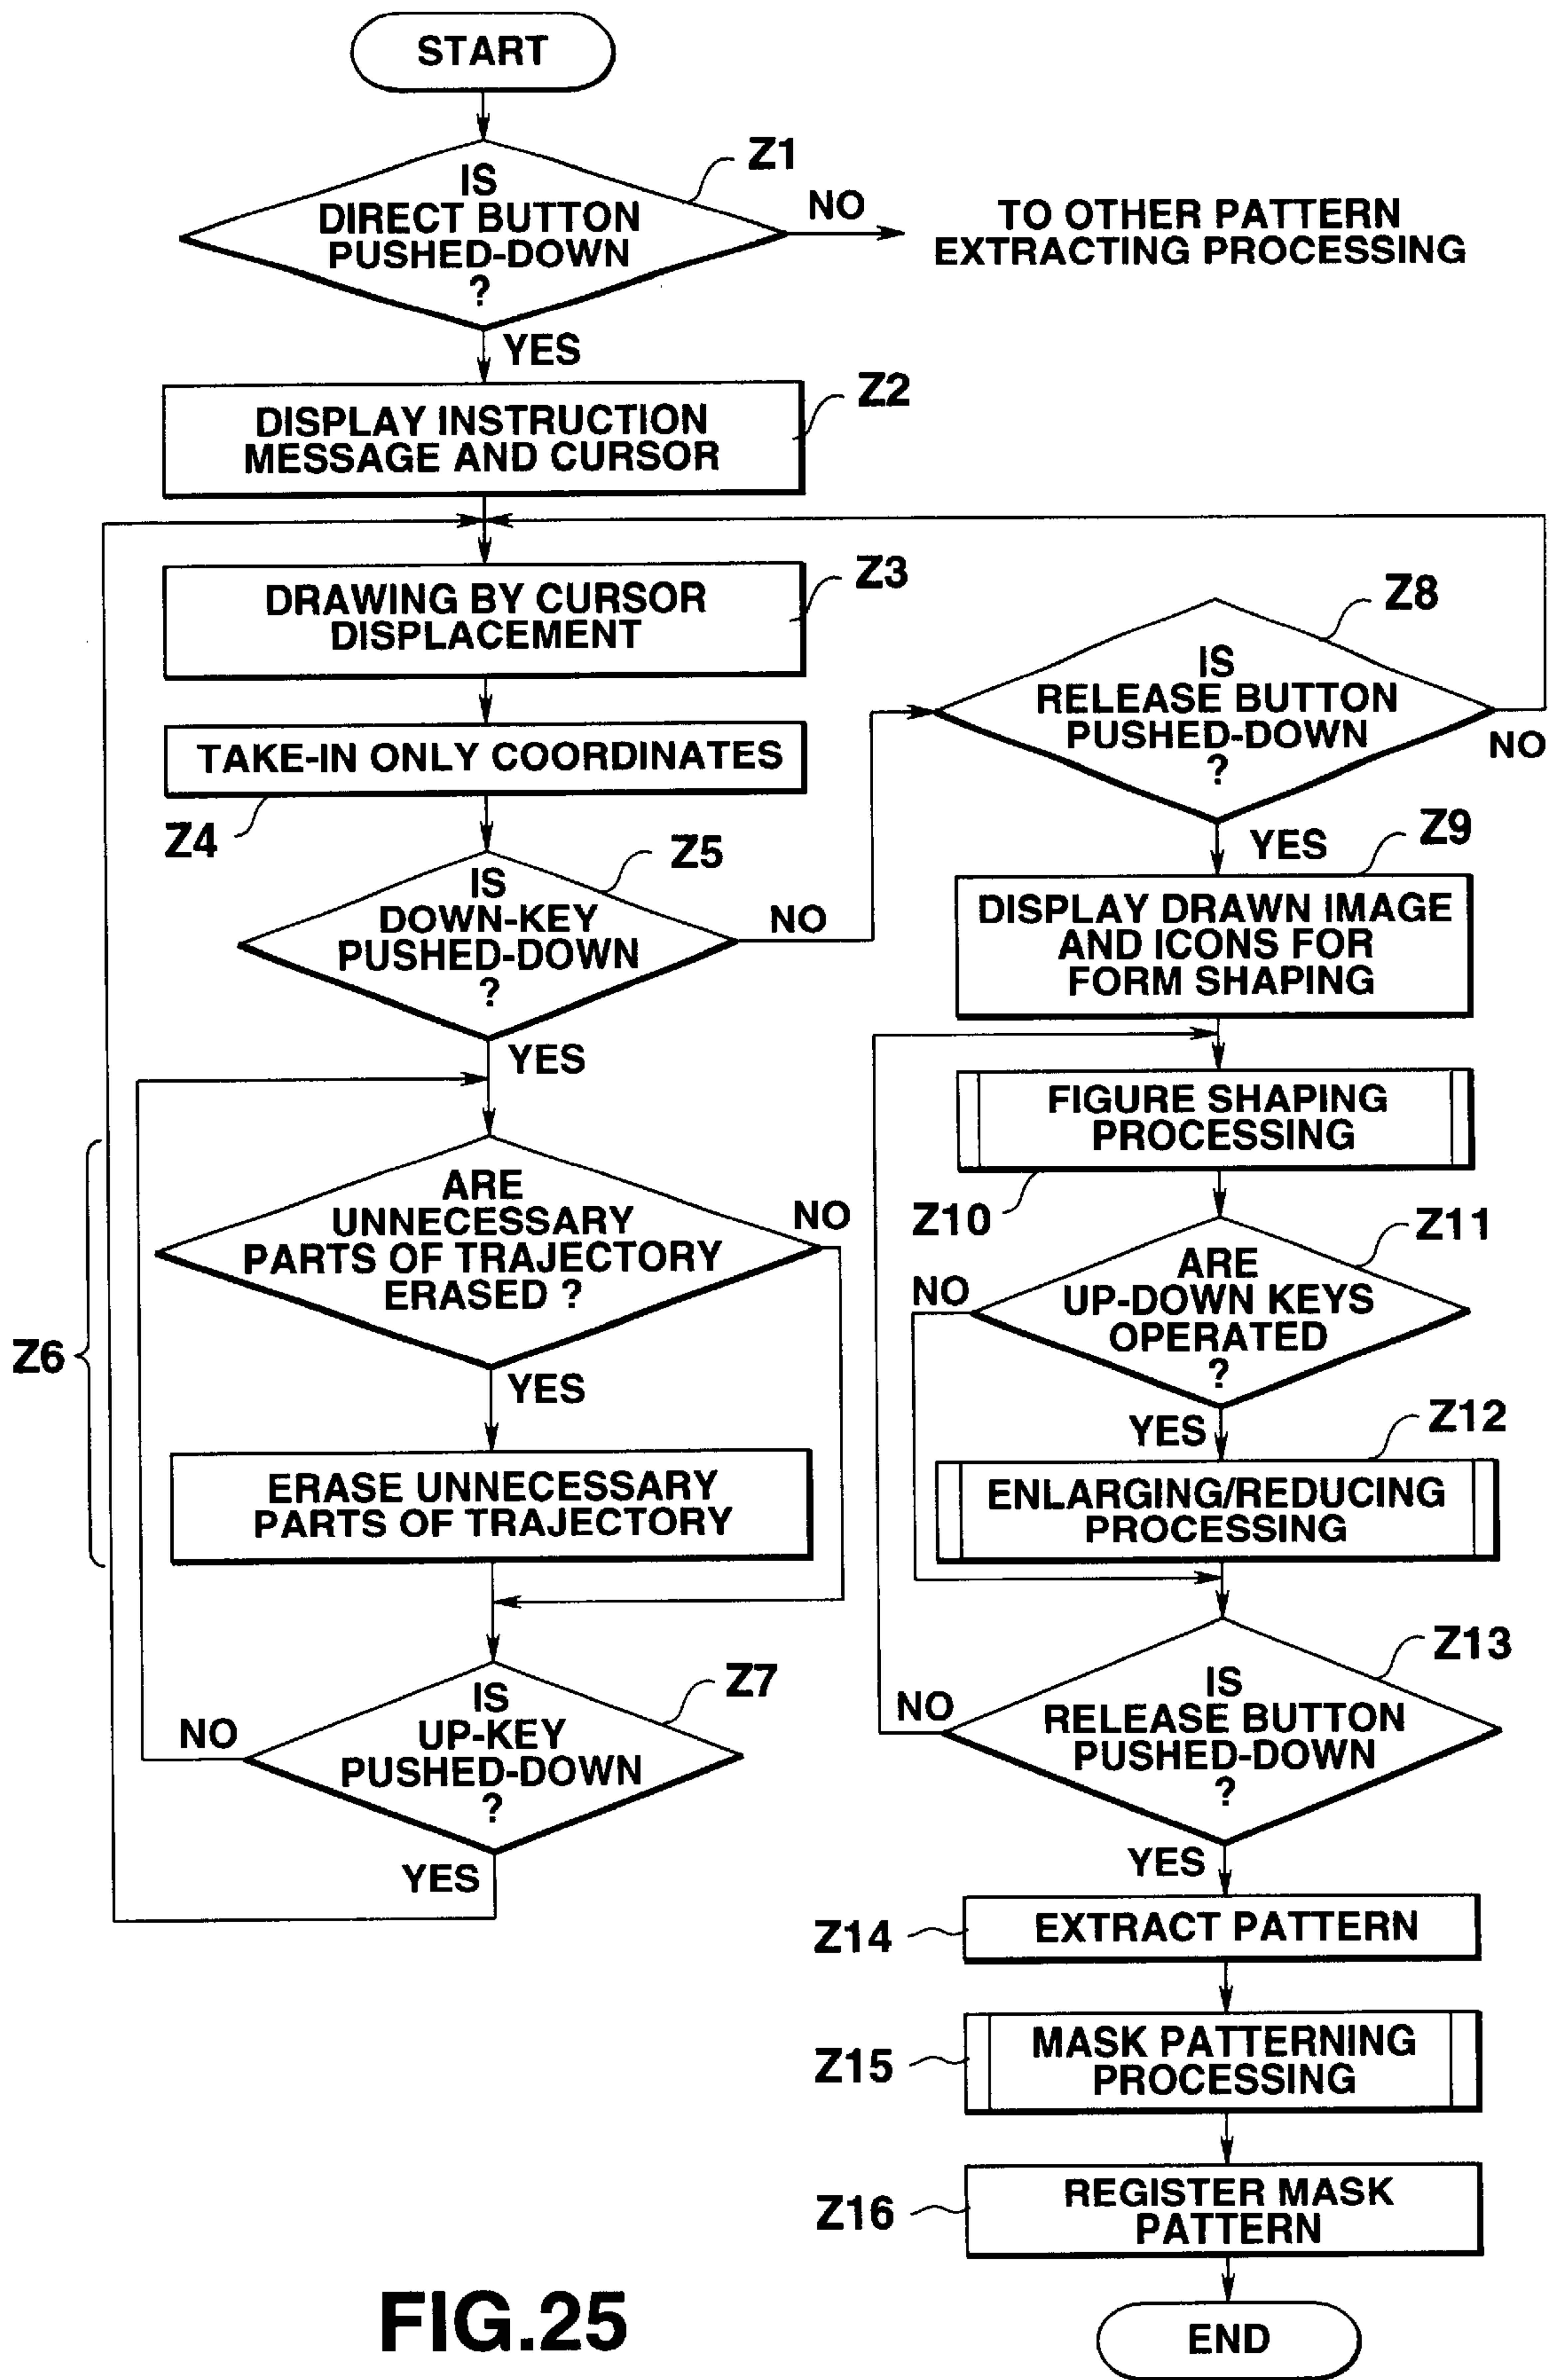 START
Z1
IS
DIRECT BUTTON
PUSHED-DOWN
?
NO
TO OTHER PATTERN
EXTRACTING PROCESSING
YES
Z2
DISPLAY INSTRUCTION
MESSAGE AND CURSOR
Z3
DRAWING BY CURSOR
DISPLACEMENT
TAKE-IN ONLY COORDINATES
Z4
Z5
IS
DOWN-KEY
PUSHED-DOWN
?
NO
YES
Z6
ARE
UNNECESSARY
PARTS OF TRAJECTORY
ERASED ?
NO
YES
ERASE UNNECESSARY
PARTS OF TRAJECTORY
Z7
IS
UP-KEY
PUSHED-DOWN
?
NO
YES
Z8
IS
RELEASE BUTTON
PUSHED-DOWN
?
NO
YES
Z9
DISPLAY DRAWN IMAGE
AND ICONS FOR
FORM SHAPING
FIGURE SHAPING
PROCESSING
Z10
Z11
ARE
UP-DOWN KEYS
OPERATED
?
NO
YES
Z12
ENLARGING/REDUCING
PROCESSING
Z13
IS
RELEASE BUTTON
PUSHED-DOWN
?
NO
YES
Z14
EXTRACT PATTERN
Z15
MASK PATTERNING
PROCESSING
Z16
REGISTER MASK
PATTERN
END
FIG.25